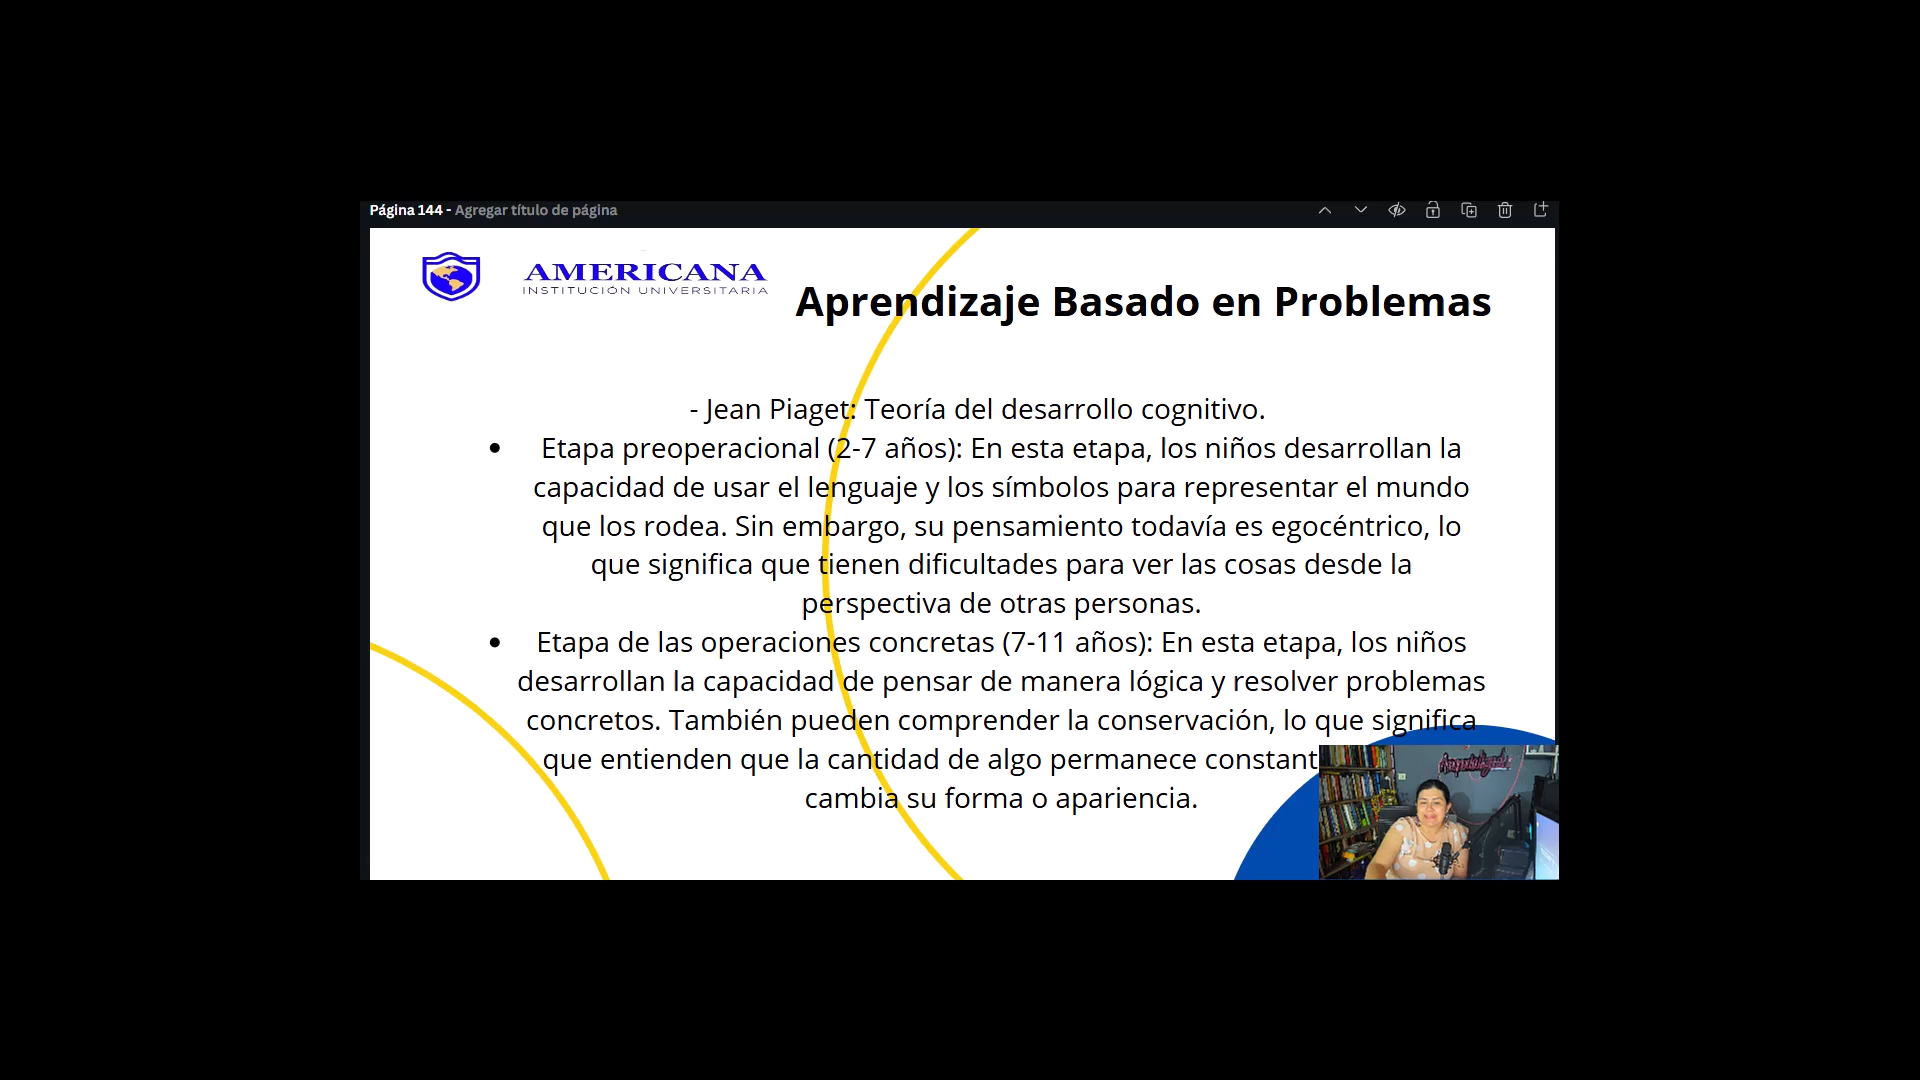 Página 144 - Agregar título de página
AMERICANA
INSTITUCIÓN UNIVERSITARIA
Aprendizaje Basado en Problemas
- Jean Piaget: Teoría del desarrollo cognitivo.
• Etapa preoperacional (2-7 años): En esta etapa, los niños desarrollan la
capacidad de usar el lenguaje y los símbolos para representar el mundo
que los rodea. Sin embargo, su pensamiento todavía es egocéntrico, lo
que significa que tienen dificultades para ver las cosas desde la
perspectiva de otras personas.
• Etapa de las operaciones concretas (7-11 años): En esta etapa, los niños
desarrollan la capacidad de pensar de manera lógica y resolver problemas
concretos. También pueden comprender la conservación, lo que significa
que entienden que la cantidad de algo permanece constant
cambia su forma o apariencia.